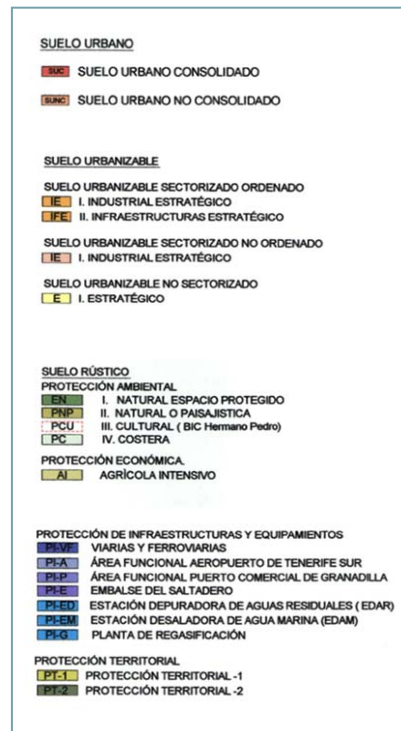 SUELO URBANO
SUC SUELO URBANO CONSOLIDADO
SUNC SUELO URBANO NO CONSOLIDADO
SUELO URBANIZABLE
SUELO URBANIZABLE SECTORIZADO ORDENADO
IE I. INDUSTRIAL ESTRATÉGICO
IFE II. INFRAESTRUCTURAS ESTRATÉGICO
SUELO URBANIZABLE SECTORIZADO NO ORDENADO
IE I. INDUSTRIAL ESTRATÉGICO
SUELO URBANIZABLE NO SECTORIZADO
E I. ESTRATÉGICO
SUELO RÚSTICO
PROTECCIÓN AMBIENTAL
EN I. NATURAL ESPACIO PROTEGIDO
PNP II. NATURAL O PAISAJISTICA
PCU III. CULTURAL ( BIC Hermano Pedro)
PC IV. COSTERA
PROTECCIÓN ECONÓMICA.
AI AGRÍCOLA INTENSIVO
PROTECCIÓN DE INFRAESTRUCTURAS Y EQUIPAMIENTOS
PI-VF VIARIAS Y FERROVIARIAS
PI-A ÁREA FUNCIONAL AEROPUERTO DE TENERIFE SUR
PI-P ÁREA FUNCIONAL PUERTO COMERCIAL DE GRANADILLA
PI-E EMBALSE DEL SALTADERO
PI-ED ESTACIÓN DEPURADORA DE AGUAS RESIDUALES ( EDAR)
PI-EM ESTACIÓN DESALADORA DE AGUA MARINA (EDAM)
PI-G PLANTA DE REGASIFICACIÓN
PROTECCIÓN TERRITORIAL
PT-1 PROTECCIÓN TERRITORIAL -1
PT-2 PROTECCIÓN TERRITORIAL -2